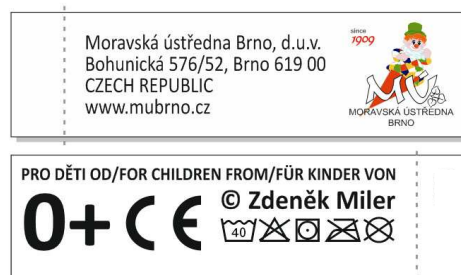 Moravská ústředna Brno, d.u.v.
Bohunická 576/52, Brno 619 00
CZECH REPUBLIC
www.mubrno.cz
since
1909
MU
MORAVSKÁ ÚSTŘEDNA
BRNO
PRO DĚTI OD/FOR CHILDREN FROM/FÜR KINDER VON
0+ CE
© Zdeněk Miler
40